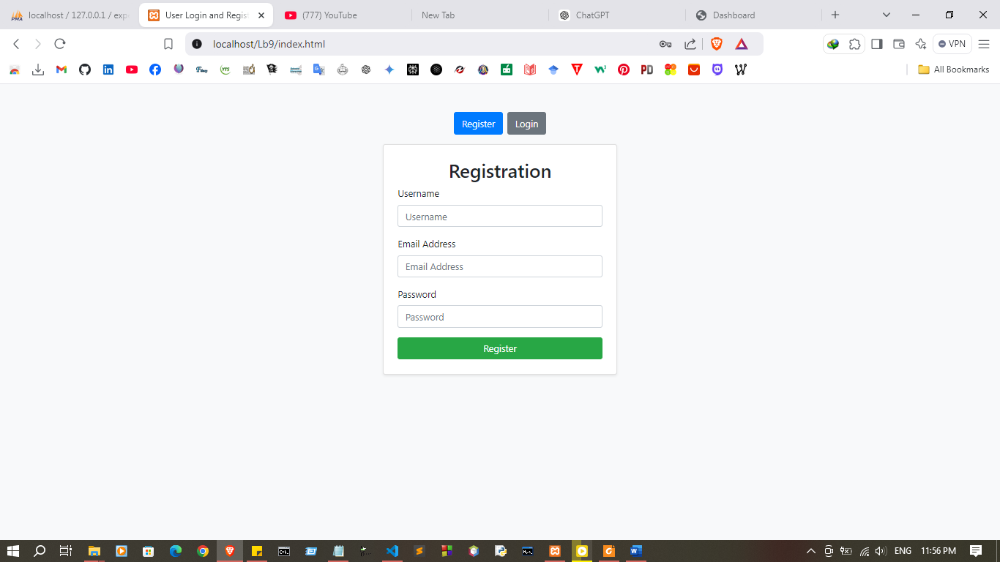 localhost / 127.0.0.1 / exp
User Login and Regist
(777) YouTube
New Tab
ChatGPT
Dashboard
localhost/Lb9/index.html
VPN
All Bookmarks
Register
Login
Registration
Username
Username
Email Address
Email Address
Password
Password
Register
ENG
11:56 PM